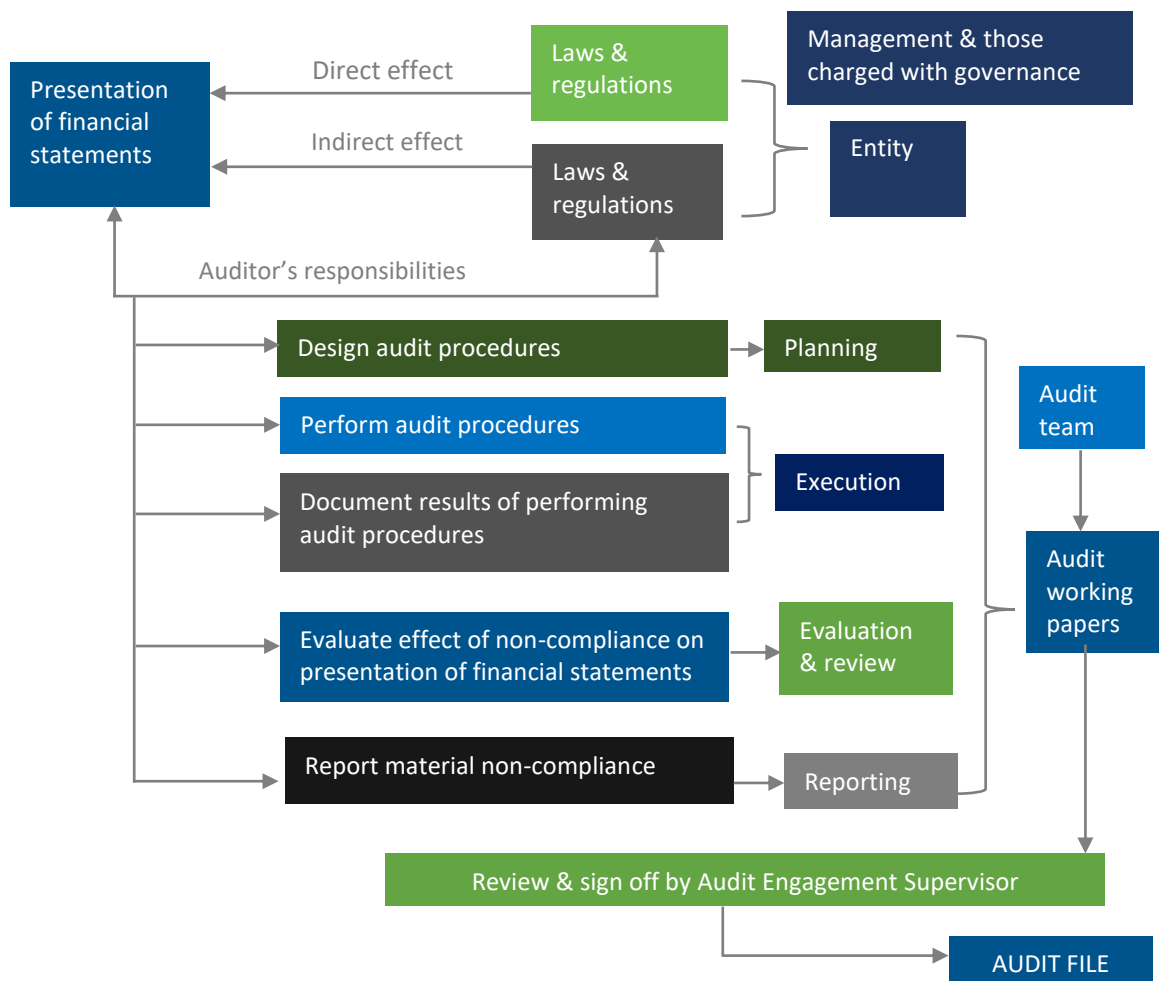 Management & those
charged with governance
Laws &
regulations
Direct effect
Presentation
of financial
statements
Indirect effect
Entity
Laws &
regulations
Auditor's responsibilities
Design audit procedures
Planning
Audit
team
Perform audit procedures
Execution
Document results of performing
audit procedures
Audit
working
papers
Evaluate effect of non-compliance on
presentation of financial statements
Evaluation
& review
Report material non-compliance
Reporting
Review & sign off by Audit Engagement Supervisor
AUDIT FILE